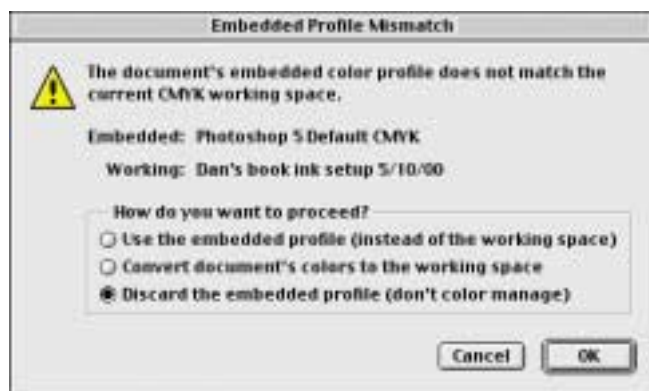 Embedded Profile Mismatch
The document's embedded color profile does not match the
current CMYK working space.
Embedded: Photoshop 5 Default CMYK
Working: Dan's book ink setup 5/10/00
How do you want to proceed?
Use the embedded profile (instead of the working space)
Convert document's colors to the working space
Discard the embedded profile (don't color manage)
Cancel OK